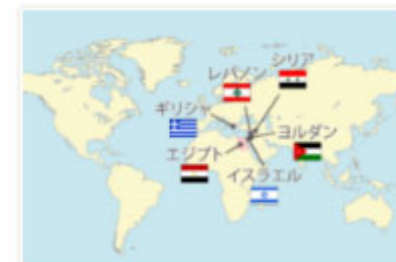 シリア
レバノン
ギリシャ
ヨルダン
エジプト
イスラエル